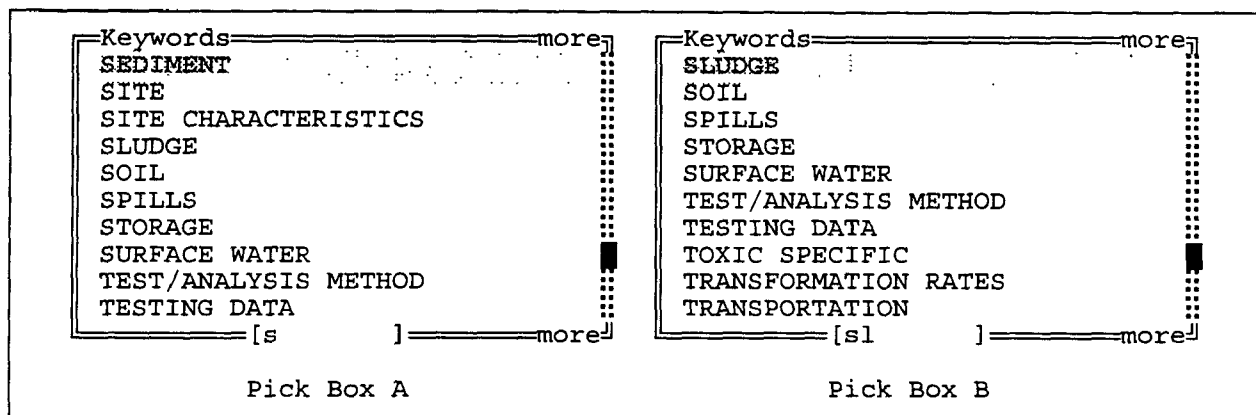 Keywords more
SEDIMENT
SITE
SITE CHARACTERISTICS
SLUDGE
SOIL
SPILLS
STORAGE
SURFACE WATER
TEST/ANALYSIS METHOD
TESTING DATA
[s ] more
Pick Box A
Keywords more
SLUDGE
SOIL
SPILLS
STORAGE
SURFACE WATER
TEST/ANALYSIS METHOD
TESTING DATA
TOXIC SPECIFIC
TRANSFORMATION RATES
TRANSPORTATION
[sl ] more
Pick Box B